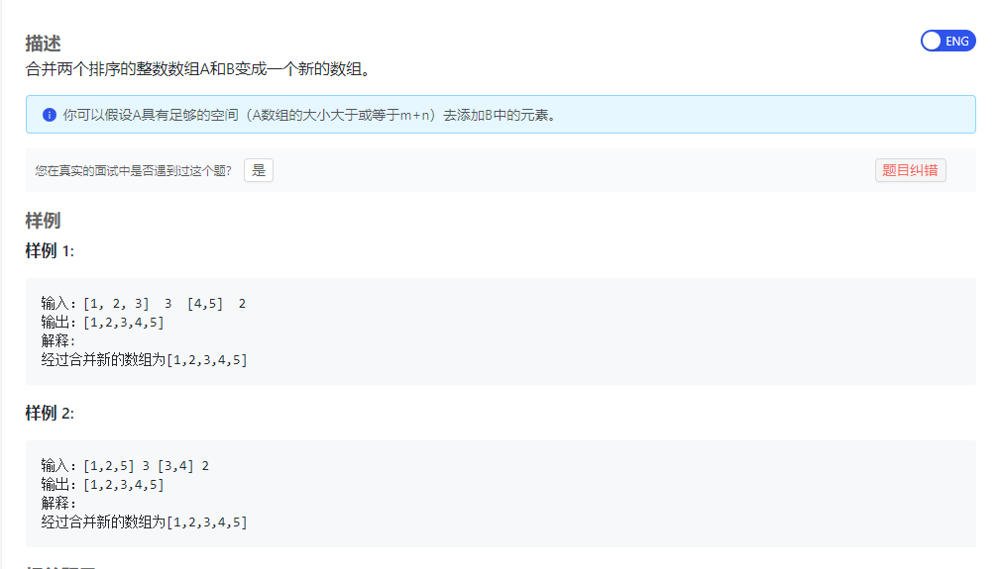 描述
ENG
合并两个排序的整数数组A和B变成一个新的数组。
你可以假设A具有足够的空间（A数组的大小大于或等于m+n）去添加B中的元素。
您在真实的面试中是否遇到过这个题？ 是
题目纠错
样例
样例 1:
输入：[1, 2, 3]  3  [4,5]  2
输出：[1,2,3,4,5]
解释:
经过合并新的数组为[1,2,3,4,5]
样例 2:
输入：[1,2,5] 3 [3,4] 2
输出：[1,2,3,4,5]
解释：
经过合并新的数组为[1,2,3,4,5]